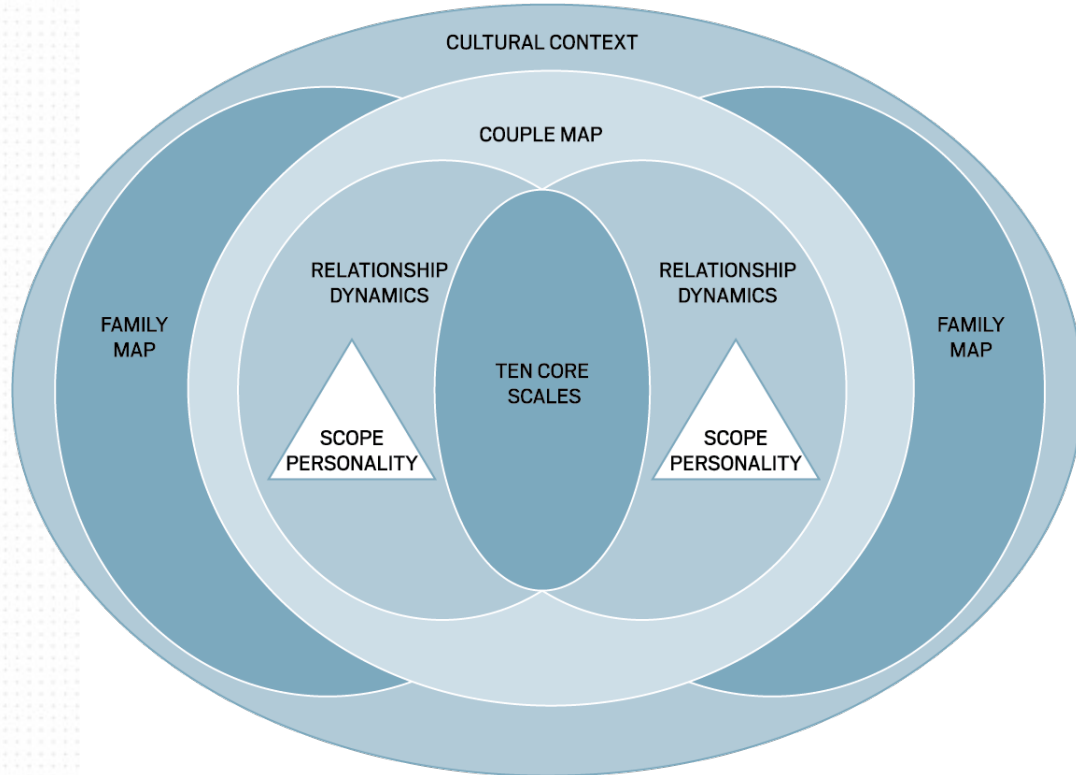 CULTURAL CONTEXT
COUPLE MAP
RELATIONSHIP
DYNAMICS
RELATIONSHIP
DYNAMICS
FAMILY
MAP
FAMILY
MAP
TEN CORE
SCALES
SCOPE
PERSONALITY
SCOPE
PERSONALITY